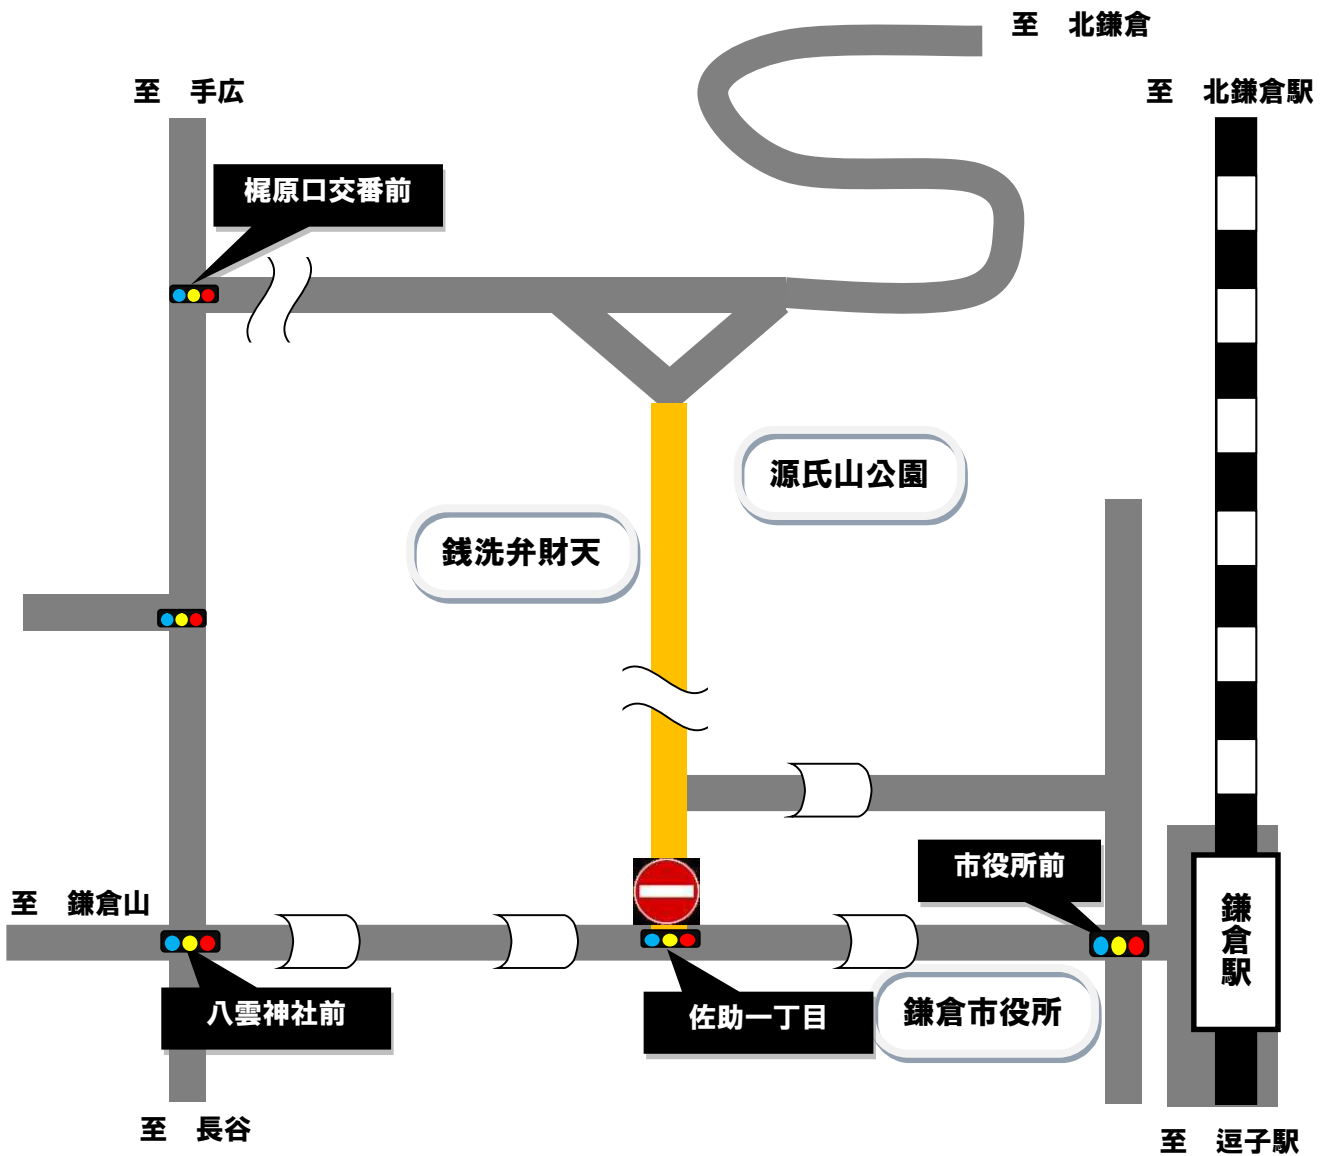 至　北鎌倉
至　手広
至　北鎌倉駅
梶原口交番前
源氏山公園
銭洗弁財天
市役所前
至　鎌倉山
鎌倉駅
八雲神社前
佐助一丁目
鎌倉市役所
至　長谷
至　逗子駅